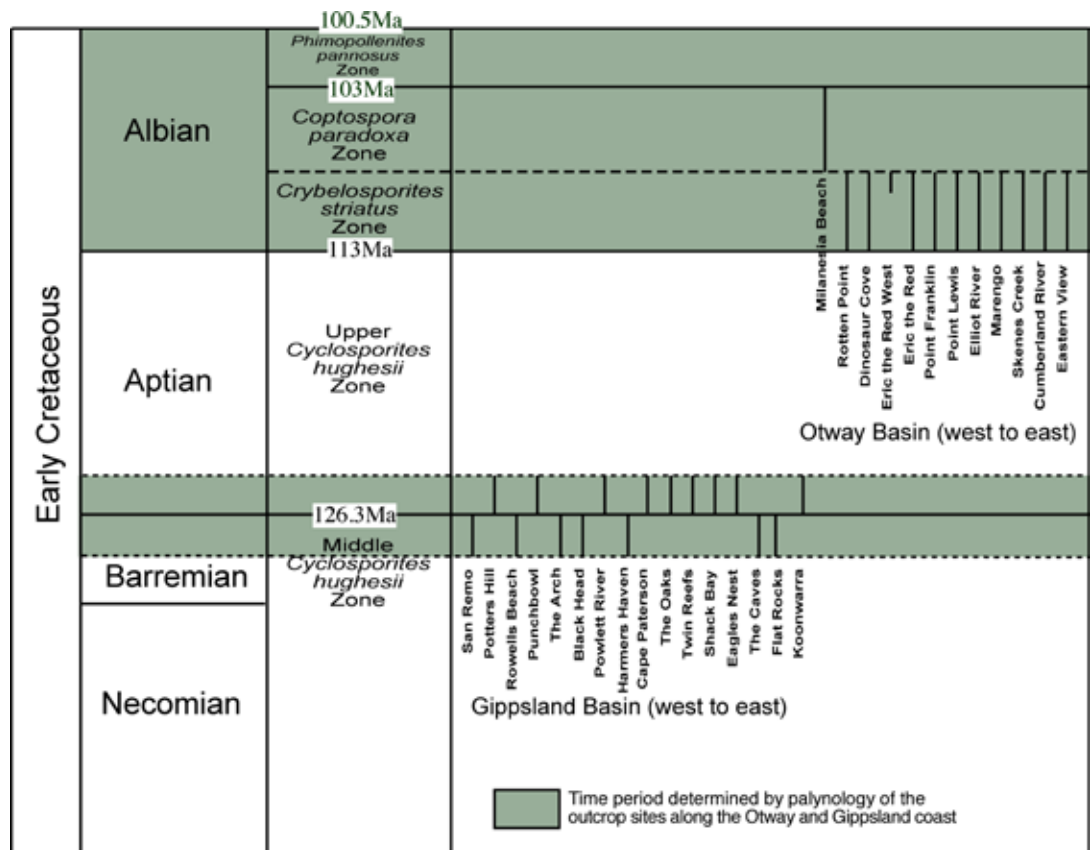 100.5Ma
Early Cretaceous
Albian
Phimopollenites
pannosus
Zone
103Ma
Coptospora
paradoxa
Zone
Crybelosporites
striatus
Zone
113Ma
Milanesia Beach
Rotten Point
Dinosaur Cove
Eric the Red West
Eric the Red
Point Franklin
Point Lewis
Elliot River
Marengo
Skenes Creek
Cumberland River
Eastern View
Otway Basin (west to east)
Aptian
Upper
Cyclosporites
hughesii
Zone
126.3Ma
Barremian
Middle
Cyclosporites
hughesii
Zone
San Remo
Potters Hill
Rowells Beach
Punchbowl
The Arch
Black Head
Powlett River
Harmers Haven
Cape Paterson
The Oaks
Twin Reefs
Shack Bay
Eagles Nest
The Caves
Flat Rocks
Koonwarra
Necomian
Gippsland Basin (west to east)
Time period determined by palynology of the
outcrop sites along the Otway and Gippsland coast